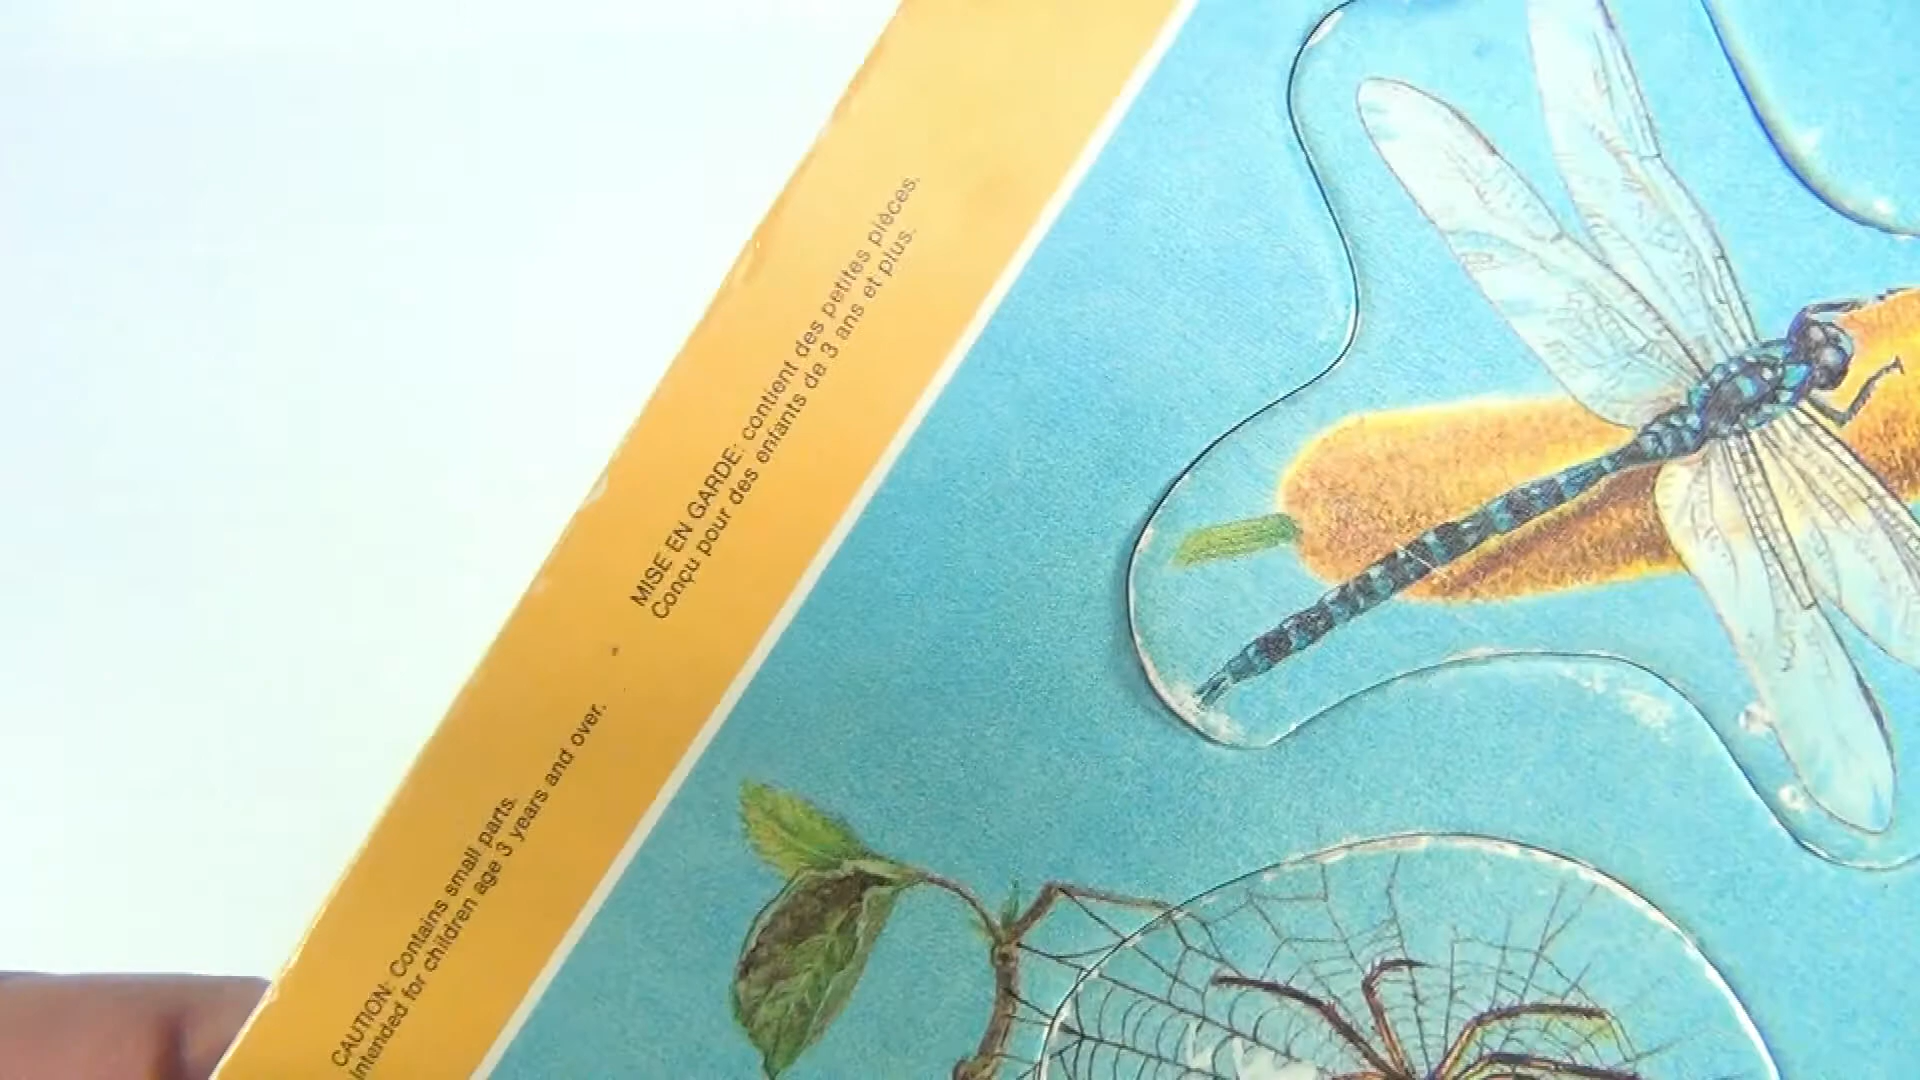 CAUTION: Contains small parts.
Intended for children age 3 years and over.
MISE EN GARDE: contient des petites pièces.
Conçu pour des enfants de 3 ans et plus.